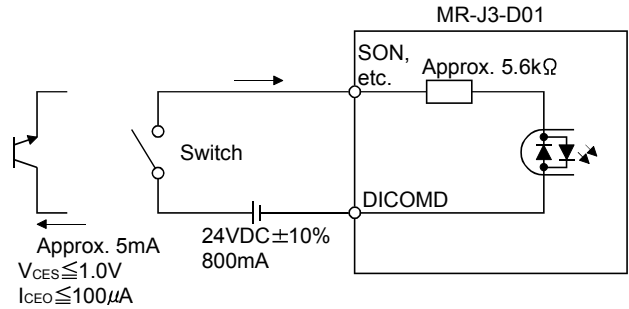 MR-J3-D01
SON,
etc.
Approx. 5.6kΩ
Switch
DICOMD
Approx. 5mA
VCES≦1.0V
ICEO≦100μA
24VDC±10%
800mA